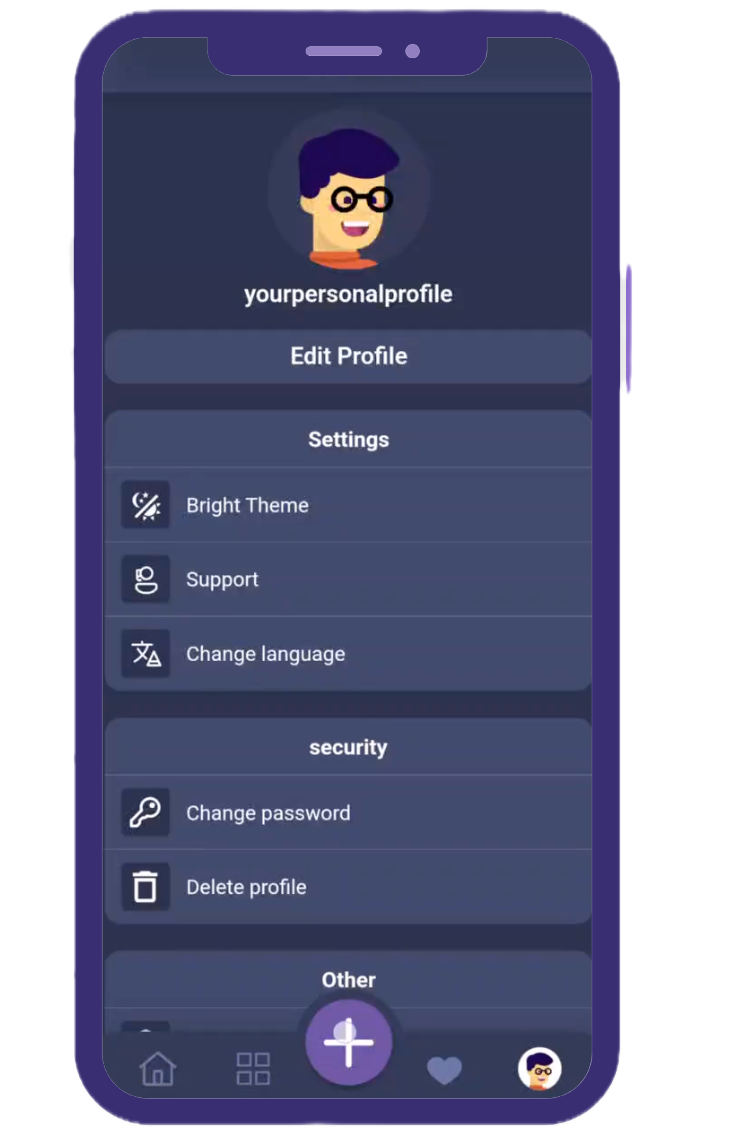 yourpersonalprofile
Edit Profile
Settings
Bright Theme
Support
Change language
security
Change password
Delete profile
Other